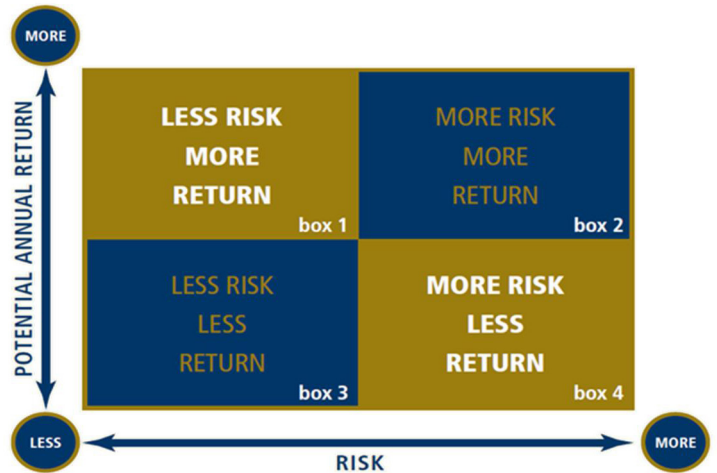 MORE
POTENTIAL ANNUAL RETURN
LESS RISK
MORE
RETURN
box 1
MORE RISK
MORE
RETURN
box 2
LESS RISK
LESS
RETURN
box 3
MORE RISK
LESS
RETURN
box 4
LESS
RISK
MORE